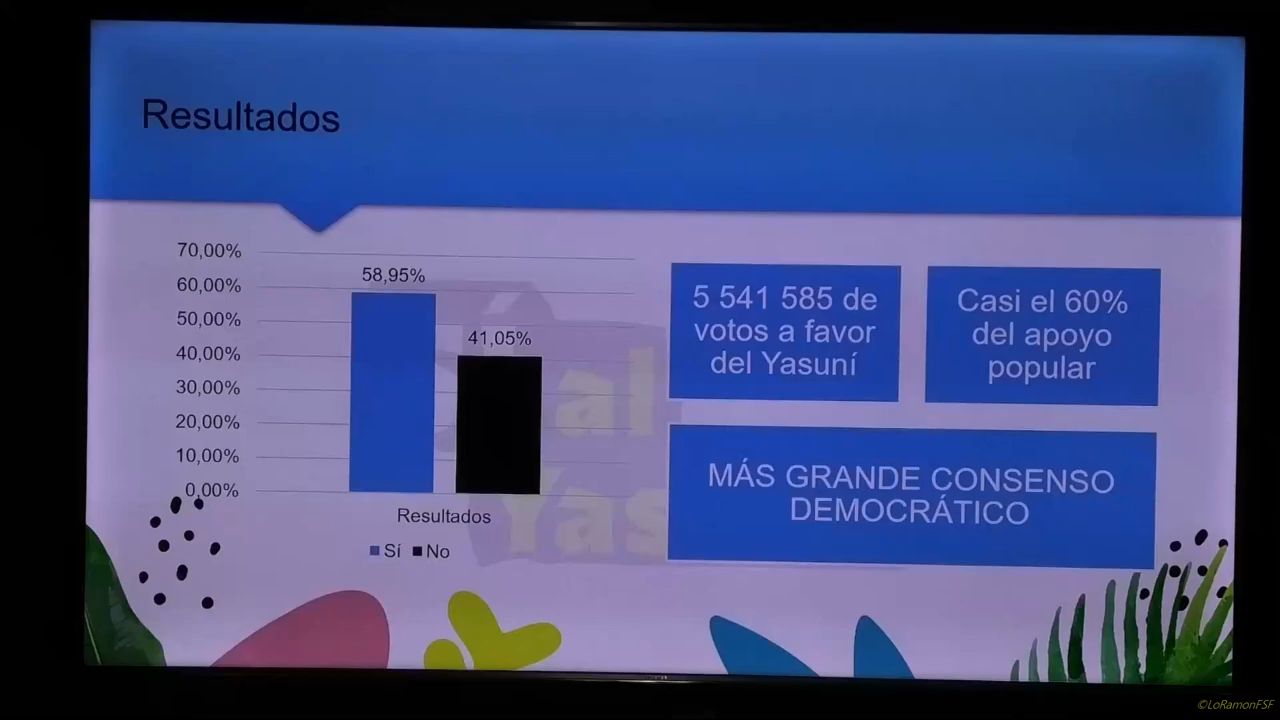 Resultados
70,00%
60,00%
50,00%
40,00%
30,00%
20,00%
10,00%
0,00%
58,95%
41,05%
Resultados
Sí No
5 541 585 de
votos a favor
del Yasuní
Casi el 60%
del apoyo
popular
MÁS GRANDE CONSENSO
DEMOCRÁTICO
al
Yas
©LoRamonFSF